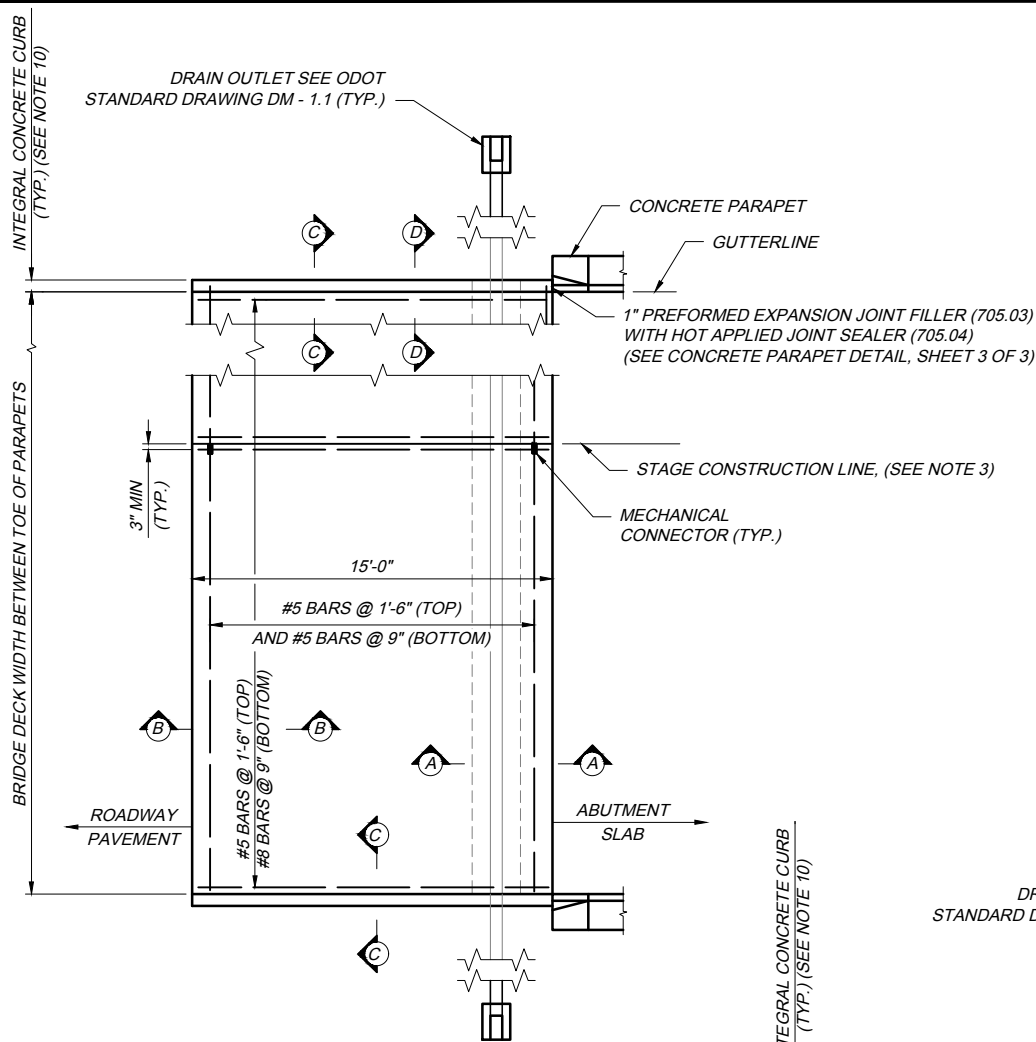 INTEGRAL CONCRETE CURB
(TYP.) (SEE NOTE 10)
DRAIN OUTLET SEE ODOT
STANDARD DRAWING DM - 1.1 (TYP.)
CONCRETE PARAPET
GUTTERLINE
C
D
1" PREFORMED EXPANSION JOINT FILLER (705.03)
WITH HOT APPLIED JOINT SEALER (705.04)
(SEE CONCRETE PARAPET DETAIL, SHEET 3 OF 3)
C
D
BRIDGE DECK WIDTH BETWEEN TOE OF PARAPETS
3" MIN
(TYP.)
STAGE CONSTRUCTION LINE, (SEE NOTE 3)
MECHANICAL
CONNECTOR (TYP.)
15'-0"
#5 BARS @ 1'-6" (TOP)
AND #5 BARS @ 9" (BOTTOM)
#5 BARS @ 1'-6" (TOP)
#8 BARS @ 9" (BOTTOM)
B
B
A
A
ROADWAY
PAVEMENT
ABUTMENT
SLAB
C
C
TEGRAL CONCRETE CURB
(TYP.) (SEE NOTE 10)
DR
STANDARD D